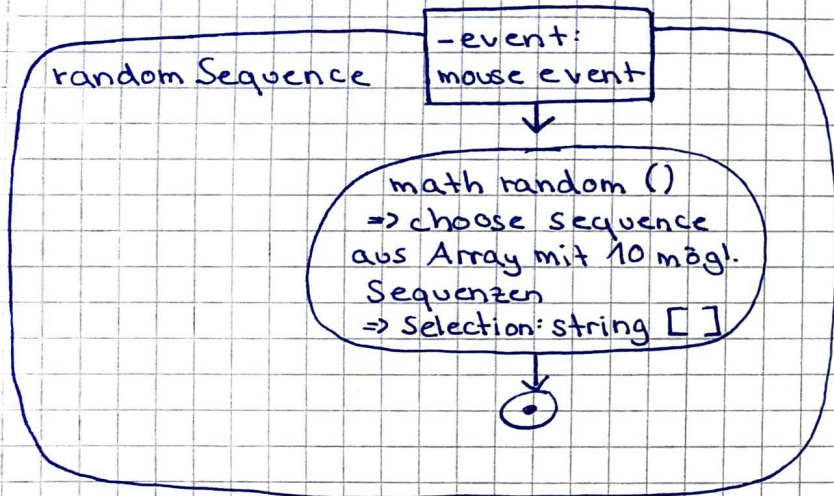 random Sequence
-event:
mouse event
math random ()
=> choose sequence
aus Array mit 10 mögl.
Sequenzen
=> Selection: string []